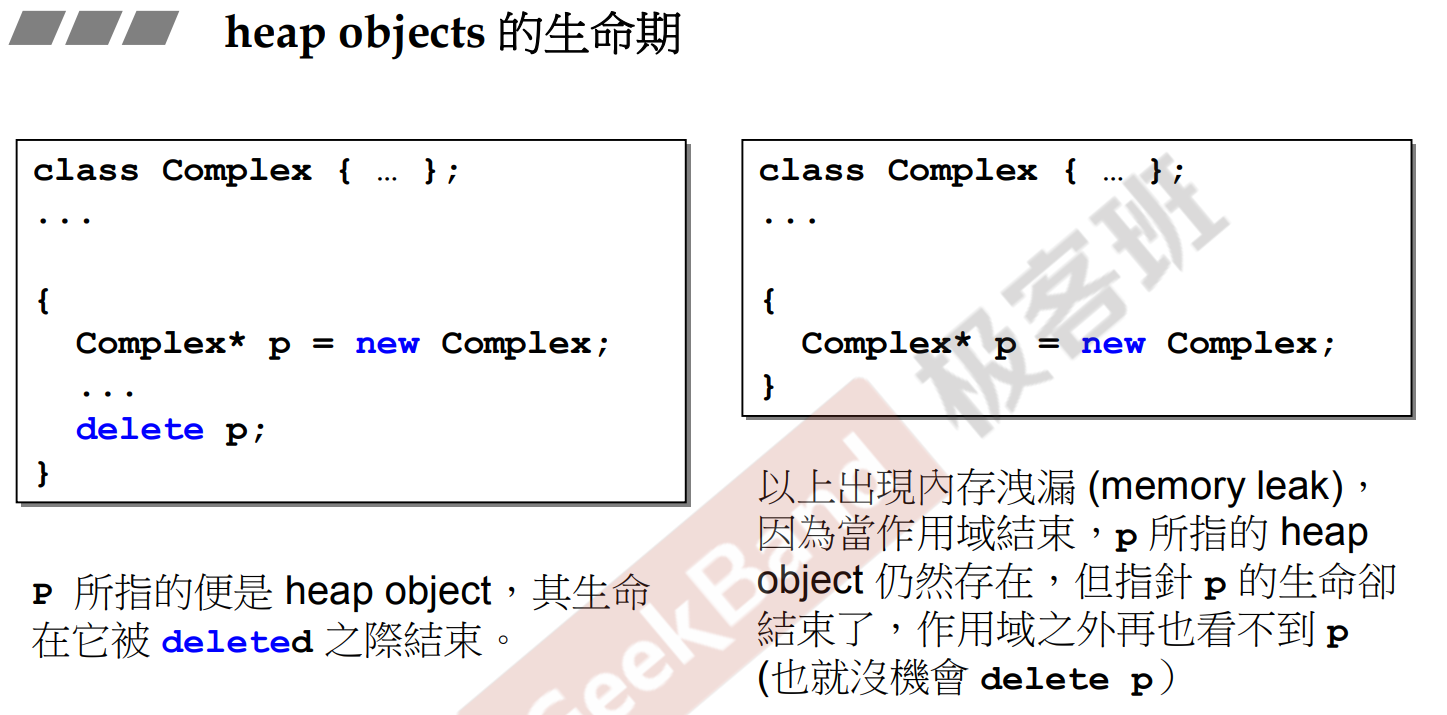 heap objects 的生命期
class Complex { … };
...
{
Complex* p = new Complex;
...
delete p;
}
P 所指的便是 heap object，其生命
在它被 deleted 之際結束。
class Complex { … };
...
{
Complex* p = new Complex;
}
以上出現內存洩漏 (memory leak)，
因為當作用域結束，p 所指的 heap
object 仍然存在，但指針 p 的生命卻
結束了，作用域之外再也看不到 p
(也就沒機會 delete p）
GeekBand 极客班